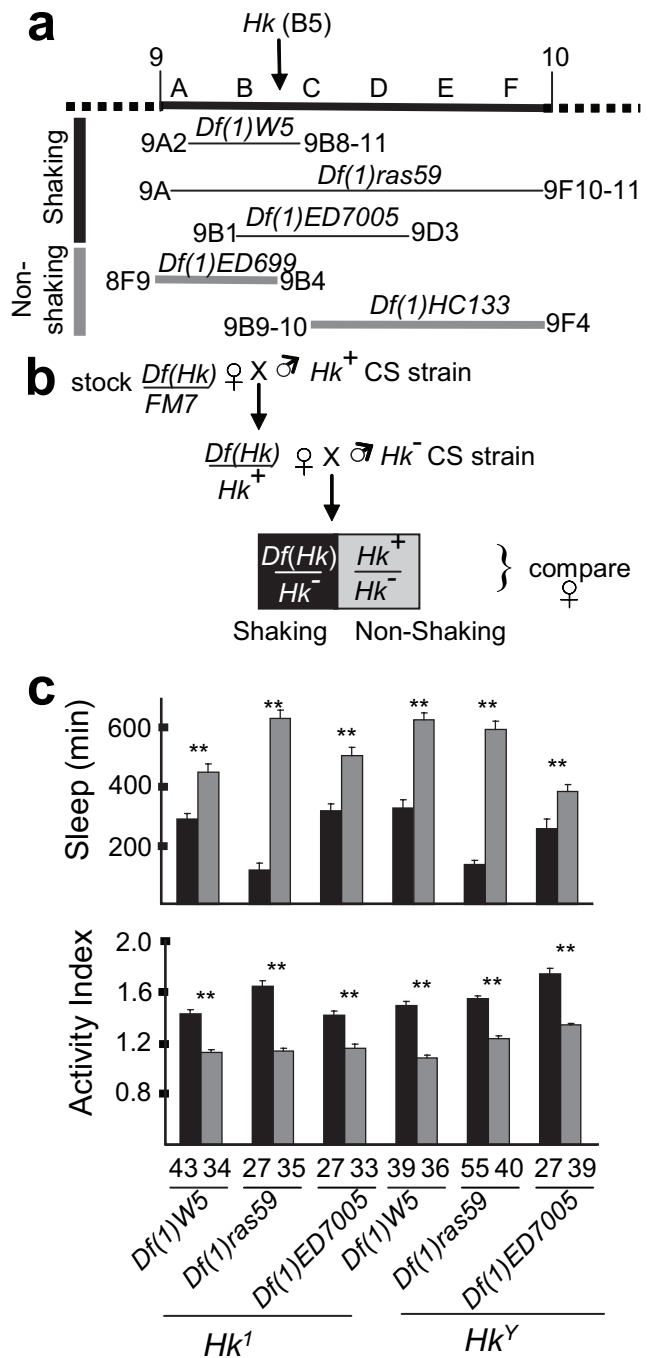 a
Hk (B5)
9 10
A B C D E F
Shaking
9A2 Df(1)W5 9B8-11
9A Df(1)ras59 9F10-11
9B1 Df(1)ED7005 9D3
Non-
shaking
8F9 Df(1)ED699 9B4
9B9-10 Df(1)HC133 9F4
b
stock Df(Hk)/FM7 ♀ X ♂ Hk+ CS strain
Df(Hk)/Hk+ ♀ X ♂ Hk- CS strain
Df(Hk)/Hk- Hk+/Hk- } compare
♀
Shaking Non-Shaking
c
Sleep (min)
600
400
200
** ** ** ** ** **
Activity Index
2.0
1.6
1.2
0.8
** ** ** ** ** **
43 34 27 35 27 33 39 36 55 40 27 39
Df(1)W5 Df(1)ras59 Df(1)ED7005 Df(1)W5 Df(1)ras59 Df(1)ED7005
Hk1 HkY